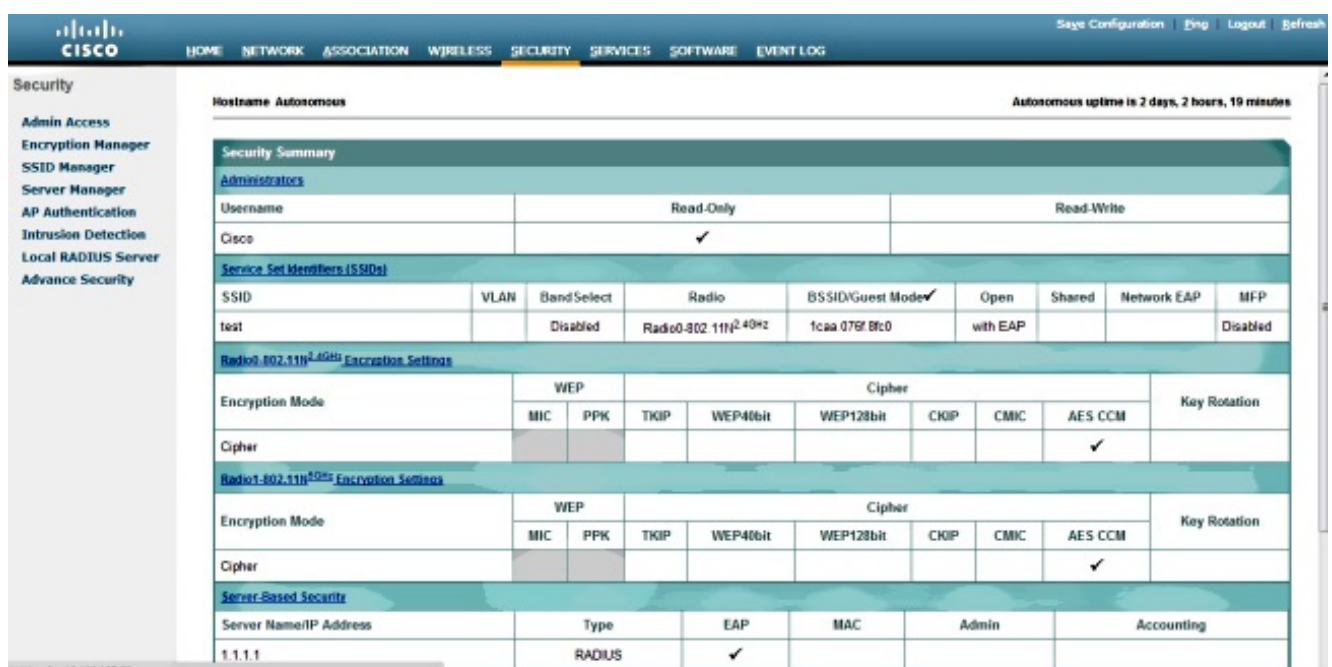 Save Configuration | Ping | Logout | Refresh
CISCO
HOME NETWORK ASSOCIATION WIRELESS SECURITY SERVICES SOFTWARE EVENT LOG
Security
Admin Access
Encryption Manager
SSID Manager
Server Manager
AP Authentication
Intrusion Detection
Local RADIUS Server
Advance Security
Hostname Autonomous
Autonomous uptime is 2 days, 2 hours, 19 minutes
Security Summary
Administrators
Username Read-Only Read-Write
Cisco ✓
Service Set Identifiers (SSIDs)
SSID VLAN BandSelect Radio BSSID/Guest Mode✓ Open Shared Network EAP MFP
test Disabled Radio0-802.11N2.4GHz 1caa.076f.8fc0 with EAP Disabled
Radio0-802.11N2.4GHz Encryption Settings
Encryption Mode WEP Cipher Key Rotation
MIC PPK TKIP WEP40bit WEP128bit CKIP CMIC AES CCM
Cipher ✓
Radio1-802.11N5GHz Encryption Settings
Encryption Mode WEP Cipher Key Rotation
MIC PPK TKIP WEP40bit WEP128bit CKIP CMIC AES CCM
Cipher ✓
Server-Based Security
Server Name/IP Address Type EAP MAC Admin Accounting
1.1.1.1 RADIUS ✓